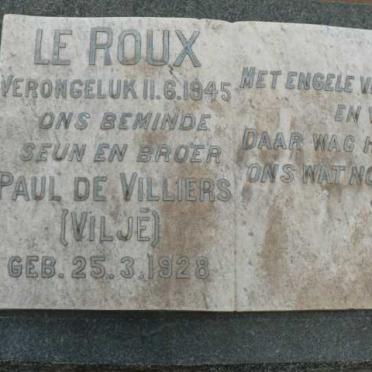 LE ROUX
VERONGELUK 11.6.1945
ONS BEMINDE
SEUN EN BROER
PAUL DE VILLIERS
(VILJÉ)
GEB. 25.3.1928
MET ENGELE
EN
DAAR WAG
ONS WAT